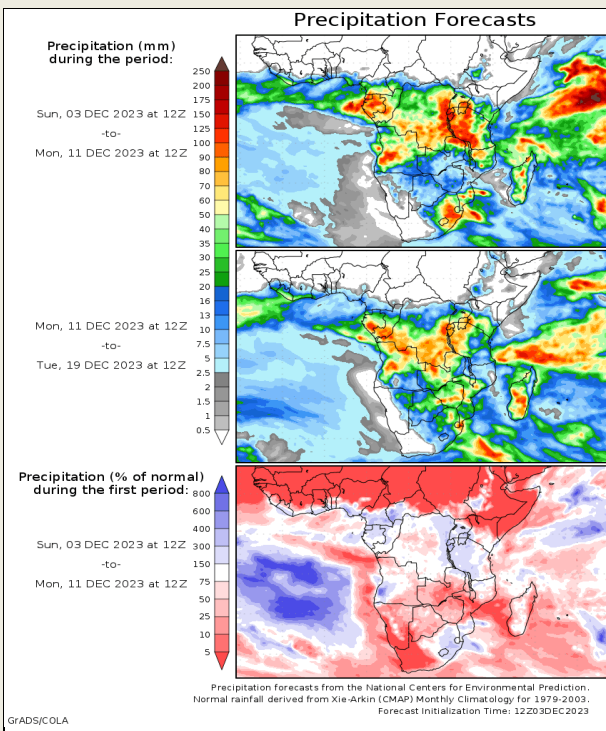 Precipitation Forecasts
Precipitation (mm)
during the period:
250
200
175
150
125
100
90
80
70
60
50
40
35
30
25
20
16
13
10
7.5
5
2.5
2
1.5
1
0.5
Sun, 03 DEC 2023 at 12Z
-to-
Mon, 11 DEC 2023 at 12Z
Mon, 11 DEC 2023 at 12Z
-to-
Tue, 19 DEC 2023 at 12Z
Precipitation (% of normal)
during the first period:
800
600
400
300
150
75
50
25
10
5
Sun, 03 DEC 2023 at 12Z
-to-
Mon, 11 DEC 2023 at 12Z
Precipitation forecasts from the National Centers for Environmental Prediction.
Normal rainfall derived from Xie-Arkin (CMAP) Monthly Climatology for 1979-2003.
Forecast Initialization Time: 12Z03DEC2023
GrADS/COLA